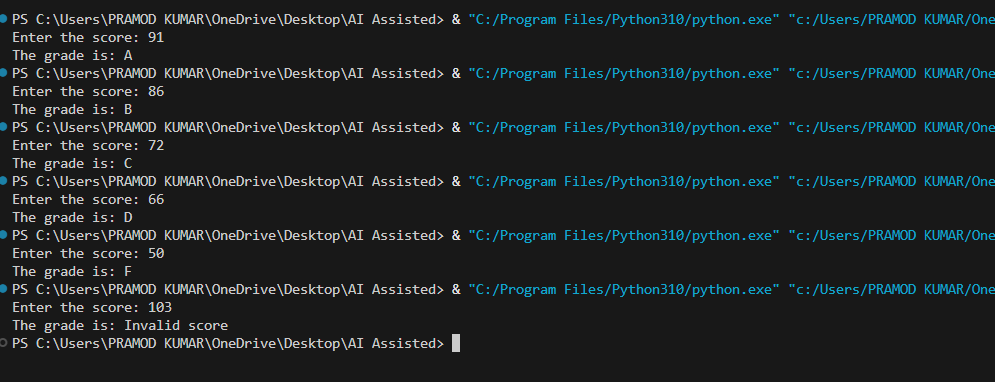 PS C:\Users\PRAMOD KUMAR\OneDrive\Desktop\AI Assisted> & "C:/Program Files/Python310/python.exe" "c:/Users/PRAMOD KUMAR/One
Enter the score: 91
The grade is: A
PS C:\Users\PRAMOD KUMAR\OneDrive\Desktop\AI Assisted> & "C:/Program Files/Python310/python.exe" "c:/Users/PRAMOD KUMAR/One
Enter the score: 86
The grade is: B
PS C:\Users\PRAMOD KUMAR\OneDrive\Desktop\AI Assisted> & "C:/Program Files/Python310/python.exe" "c:/Users/PRAMOD KUMAR/One
Enter the score: 72
The grade is: C
PS C:\Users\PRAMOD KUMAR\OneDrive\Desktop\AI Assisted> & "C:/Program Files/Python310/python.exe" "c:/Users/PRAMOD KUMAR/One
Enter the score: 66
The grade is: D
PS C:\Users\PRAMOD KUMAR\OneDrive\Desktop\AI Assisted> & "C:/Program Files/Python310/python.exe" "c:/Users/PRAMOD KUMAR/One
Enter the score: 50
The grade is: F
PS C:\Users\PRAMOD KUMAR\OneDrive\Desktop\AI Assisted> & "C:/Program Files/Python310/python.exe" "c:/Users/PRAMOD KUMAR/One
Enter the score: 103
The grade is: Invalid score
PS C:\Users\PRAMOD KUMAR\OneDrive\Desktop\AI Assisted>